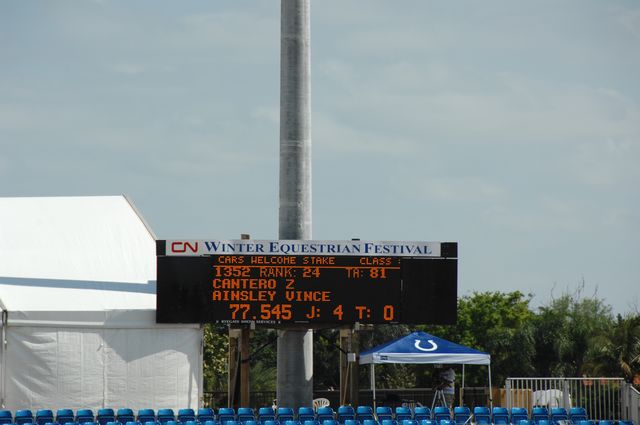 CN WINTER EQUESTRIAN FESTIVAL
CARS WELCOME STAKE CLASS:
1352 RANK: 24 TA: 81
CANTERO Z
AINSLEY VINCE
77.545 J: 4 T: 0